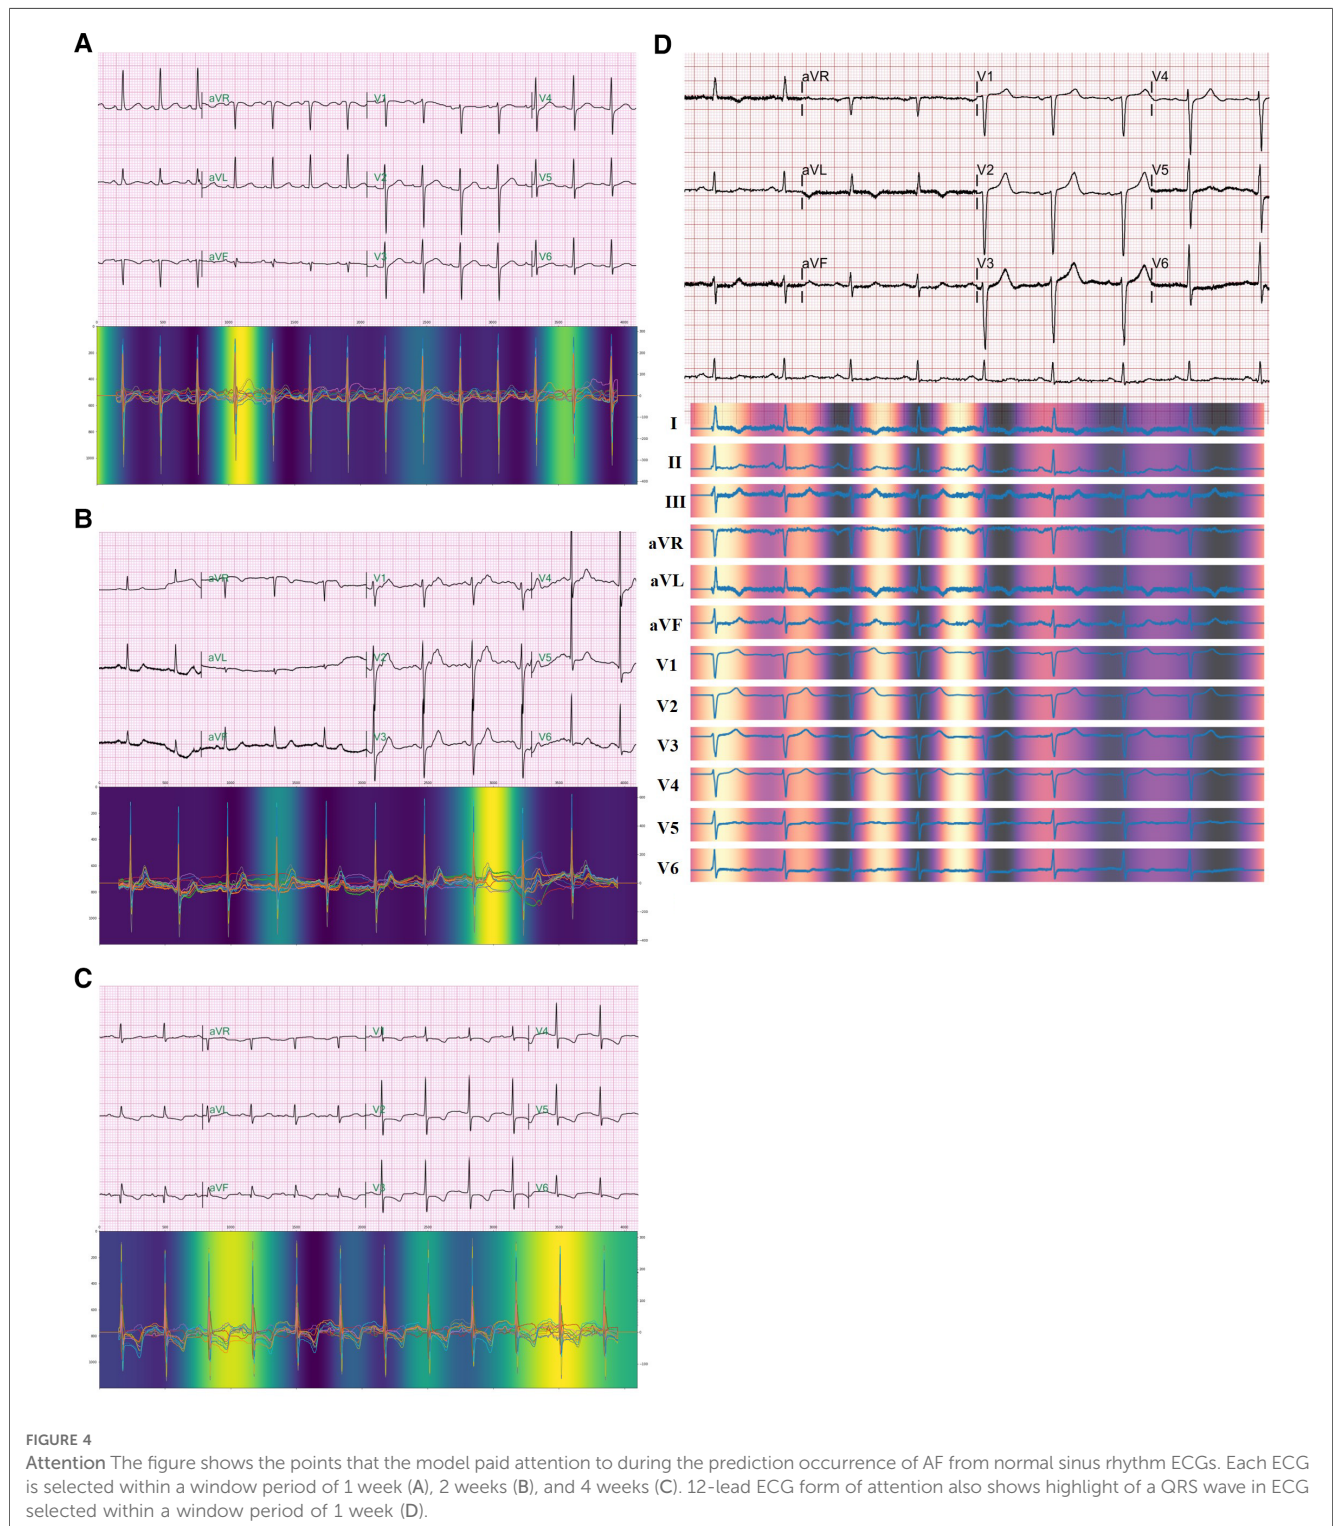 A
aVR
V1
V4
aVL
V2
V5
aVF
V3
V6
B
aVR
V1
V4
aVL
V2
V5
aVF
V3
V6
C
aVR
V1
V4
aVL
V2
V5
aVF
V3
V6
D
aVR
V1
V4
aVL
V2
V5
aVF
V3
V6
I
II
III
aVR
aVL
aVF
V1
V2
V3
V4
V5
V6
FIGURE 4
Attention The figure shows the points that the model paid attention to during the prediction occurrence of AF from normal sinus rhythm ECGs. Each ECG
is selected within a window period of 1 week (A), 2 weeks (B), and 4 weeks (C). 12-lead ECG form of attention also shows highlight of a QRS wave in ECG
selected within a window period of 1 week (D).